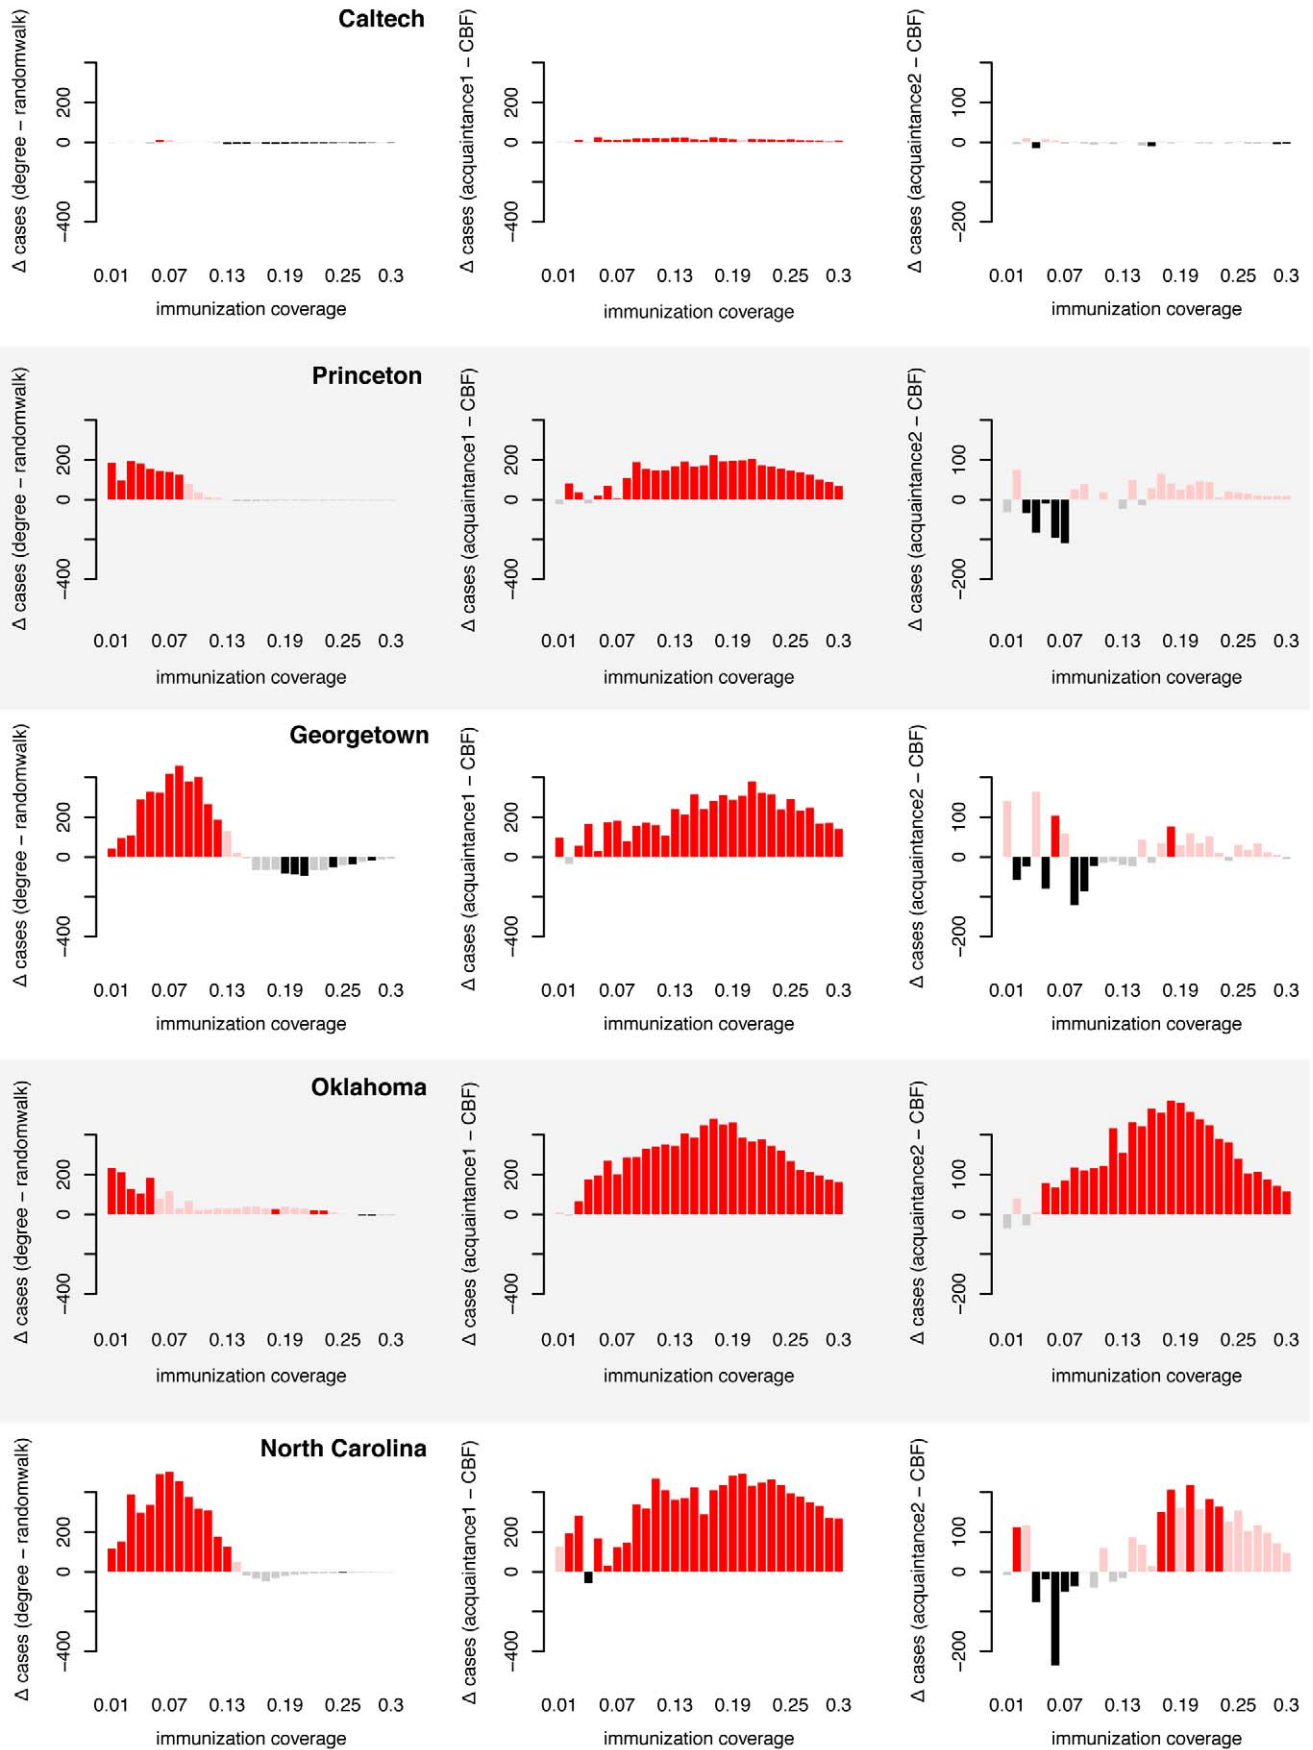 Caltech
Δ cases (degree – randomwalk)
200
0
–400
0.01 0.07 0.13 0.19 0.25 0.3
immunization coverage
Δ cases (acquaintance1 – CBF)
200
0
–400
0.01 0.07 0.13 0.19 0.25 0.3
immunization coverage
Δ cases (acquaintance2 – CBF)
100
0
–200
0.01 0.07 0.13 0.19 0.25 0.3
immunization coverage
Princeton
Δ cases (degree – randomwalk)
200
0
–400
0.01 0.07 0.13 0.19 0.25 0.3
immunization coverage
Δ cases (acquaintance1 – CBF)
200
0
–400
0.01 0.07 0.13 0.19 0.25 0.3
immunization coverage
Δ cases (acquaintance2 – CBF)
100
0
–200
0.01 0.07 0.13 0.19 0.25 0.3
immunization coverage
Georgetown
Δ cases (degree – randomwalk)
200
0
–400
0.01 0.07 0.13 0.19 0.25 0.3
immunization coverage
Δ cases (acquaintance1 – CBF)
200
0
–400
0.01 0.07 0.13 0.19 0.25 0.3
immunization coverage
Δ cases (acquaintance2 – CBF)
100
0
–200
0.01 0.07 0.13 0.19 0.25 0.3
immunization coverage
Oklahoma
Δ cases (degree – randomwalk)
200
0
–400
0.01 0.07 0.13 0.19 0.25 0.3
immunization coverage
Δ cases (acquaintance1 – CBF)
200
0
–400
0.01 0.07 0.13 0.19 0.25 0.3
immunization coverage
Δ cases (acquaintance2 – CBF)
100
0
–200
0.01 0.07 0.13 0.19 0.25 0.3
immunization coverage
North Carolina
Δ cases (degree – randomwalk)
200
0
–400
0.01 0.07 0.13 0.19 0.25 0.3
immunization coverage
Δ cases (acquaintance1 – CBF)
200
0
–400
0.01 0.07 0.13 0.19 0.25 0.3
immunization coverage
Δ cases (acquaintance2 – CBF)
100
0
–200
0.01 0.07 0.13 0.19 0.25 0.3
immunization coverage